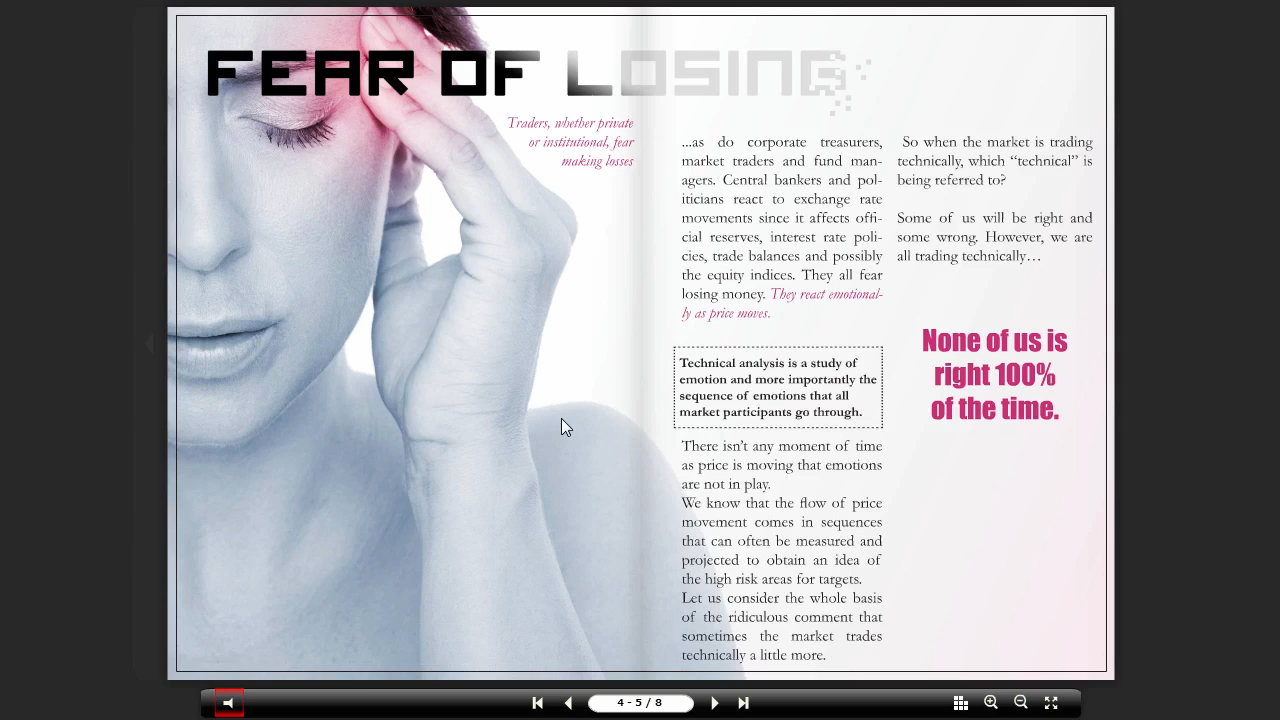 FEAR OF LOSING
Traders, whether private
or institutional, fear
making losses
...as do corporate treasurers,
market traders and fund man-
agers. Central bankers and pol-
iticians react to exchange rate
movements since it affects offi-
cial reserves, interest rate poli-
cies, trade balances and possibly
the equity indices. They all fear
losing money. They react emotional-
ly as price moves.
Technical analysis is a study of
emotion and more importantly the
sequence of emotions that all
market participants go through.
There isn’t any moment of time
as price is moving that emotions
are not in play.
We know that the flow of price
movement comes in sequences
that can often be measured and
projected to obtain an idea of
the high risk areas for targets.
Let us consider the whole basis
of the ridiculous comment that
sometimes the market trades
technically a little more.
So when the market is trading
technically, which “technical” is
being referred to?
Some of us will be right and
some wrong. However, we are
all trading technically…
None of us is
right 100%
of the time.
4 - 5 / 8